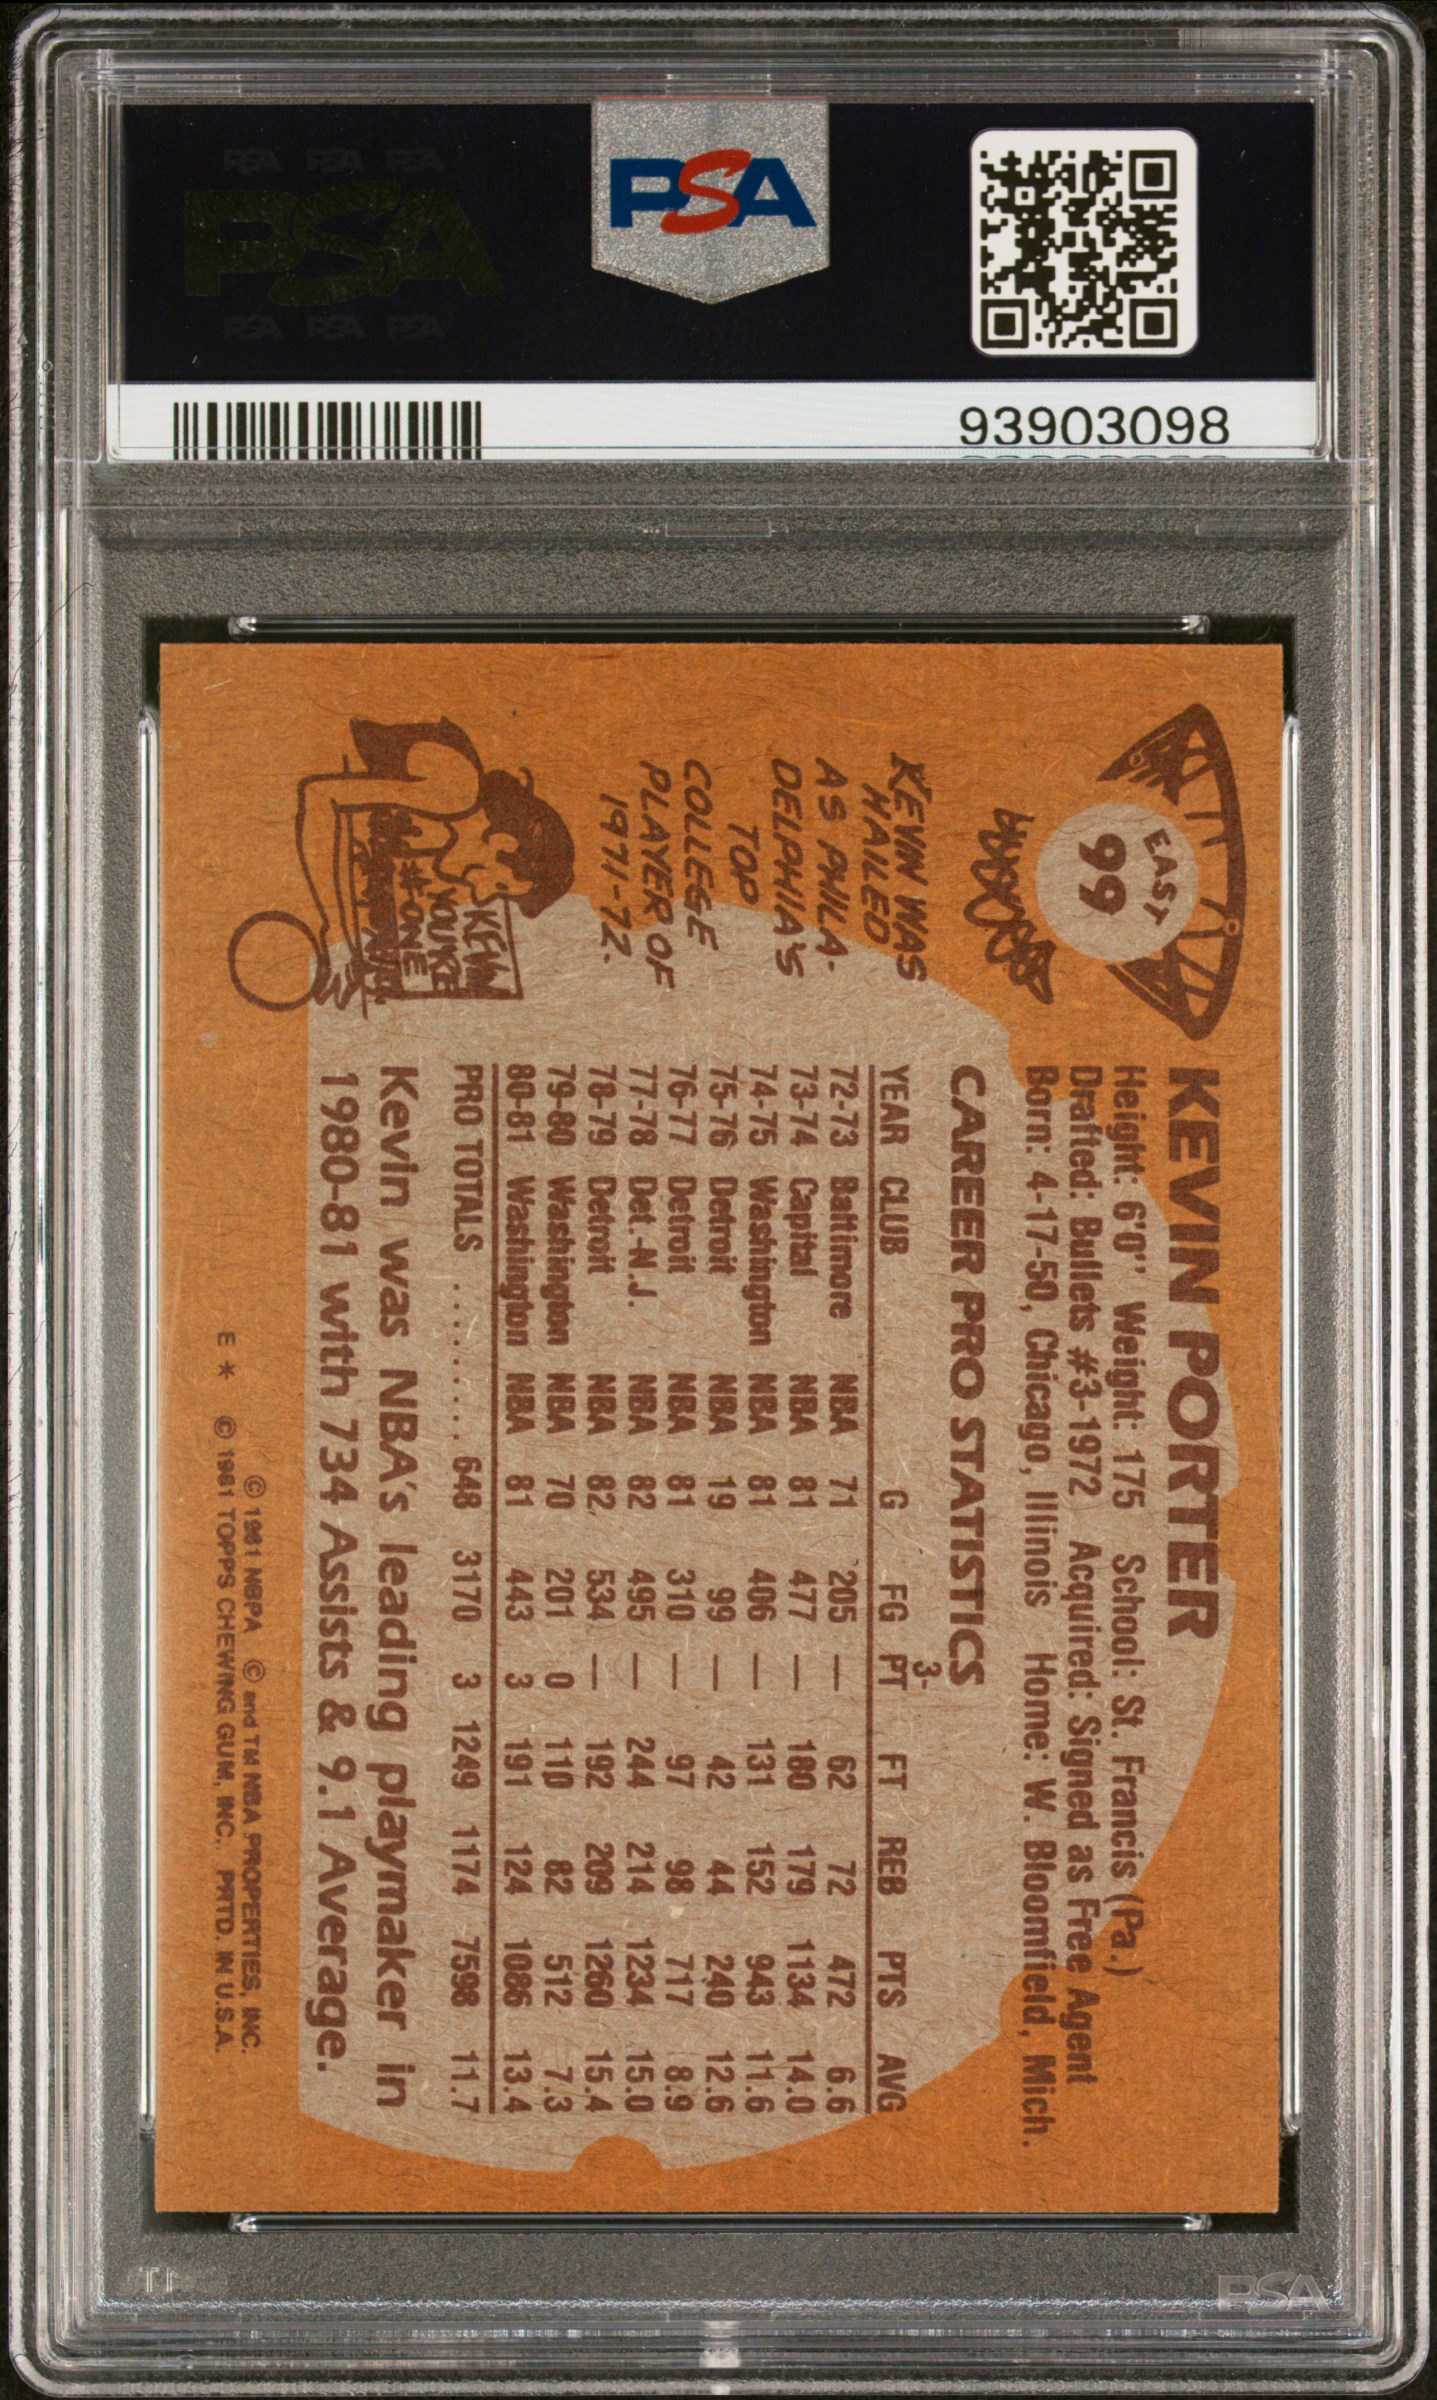 PSA PSA PSA
PSA
PSA PSA PSA
PSA
93903098
EAST
99
KEVIN PORTER
Height: 6'0" Weight: 175 School: St. Francis (Pa.)
Drafted: Bullets #3-1972 Acquired: Signed as Free Agent
Born: 4-17-50, Chicago, Illinois Home: W. Bloomfield, Mich.
KEVIN WAS
HAILED
AS PHILA-
DELPHIA'S
TOP
COLLEGE
PLAYER OF
1971-72.
KEVIN
YOU'RE
#-ONE
CAREER PRO STATISTICS
3-
YEAR CLUB G FG PT FT REB PTS AVG
72-73 Baltimore NBA 71 205 — 62 72 472 6.6
73-74 Capital NBA 81 477 — 180 179 1134 14.0
74-75 Washington NBA 81 406 — 131 152 943 11.6
75-76 Detroit NBA 19 99 — 42 44 240 12.6
76-77 Detroit NBA 81 310 — 97 98 717 8.9
77-78 Det.-N.J. NBA 82 495 — 244 214 1234 15.0
78-79 Detroit NBA 82 534 — 192 209 1260 15.4
79-80 Washington NBA 70 201 0 110 82 512 7.3
80-81 Washington NBA 81 443 3 191 124 1086 13.4
PRO TOTALS ......... 648 3170 3 1249 1174 7598 11.7
Kevin was NBA's leading playmaker in
1980-81 with 734 Assists & 9.1 Average.
© 1981 NBPA © and TM NBA PROPERTIES, INC.
E * © 1981 TOPPS CHEWING GUM, INC. PRTD. IN U.S.A.
PSA